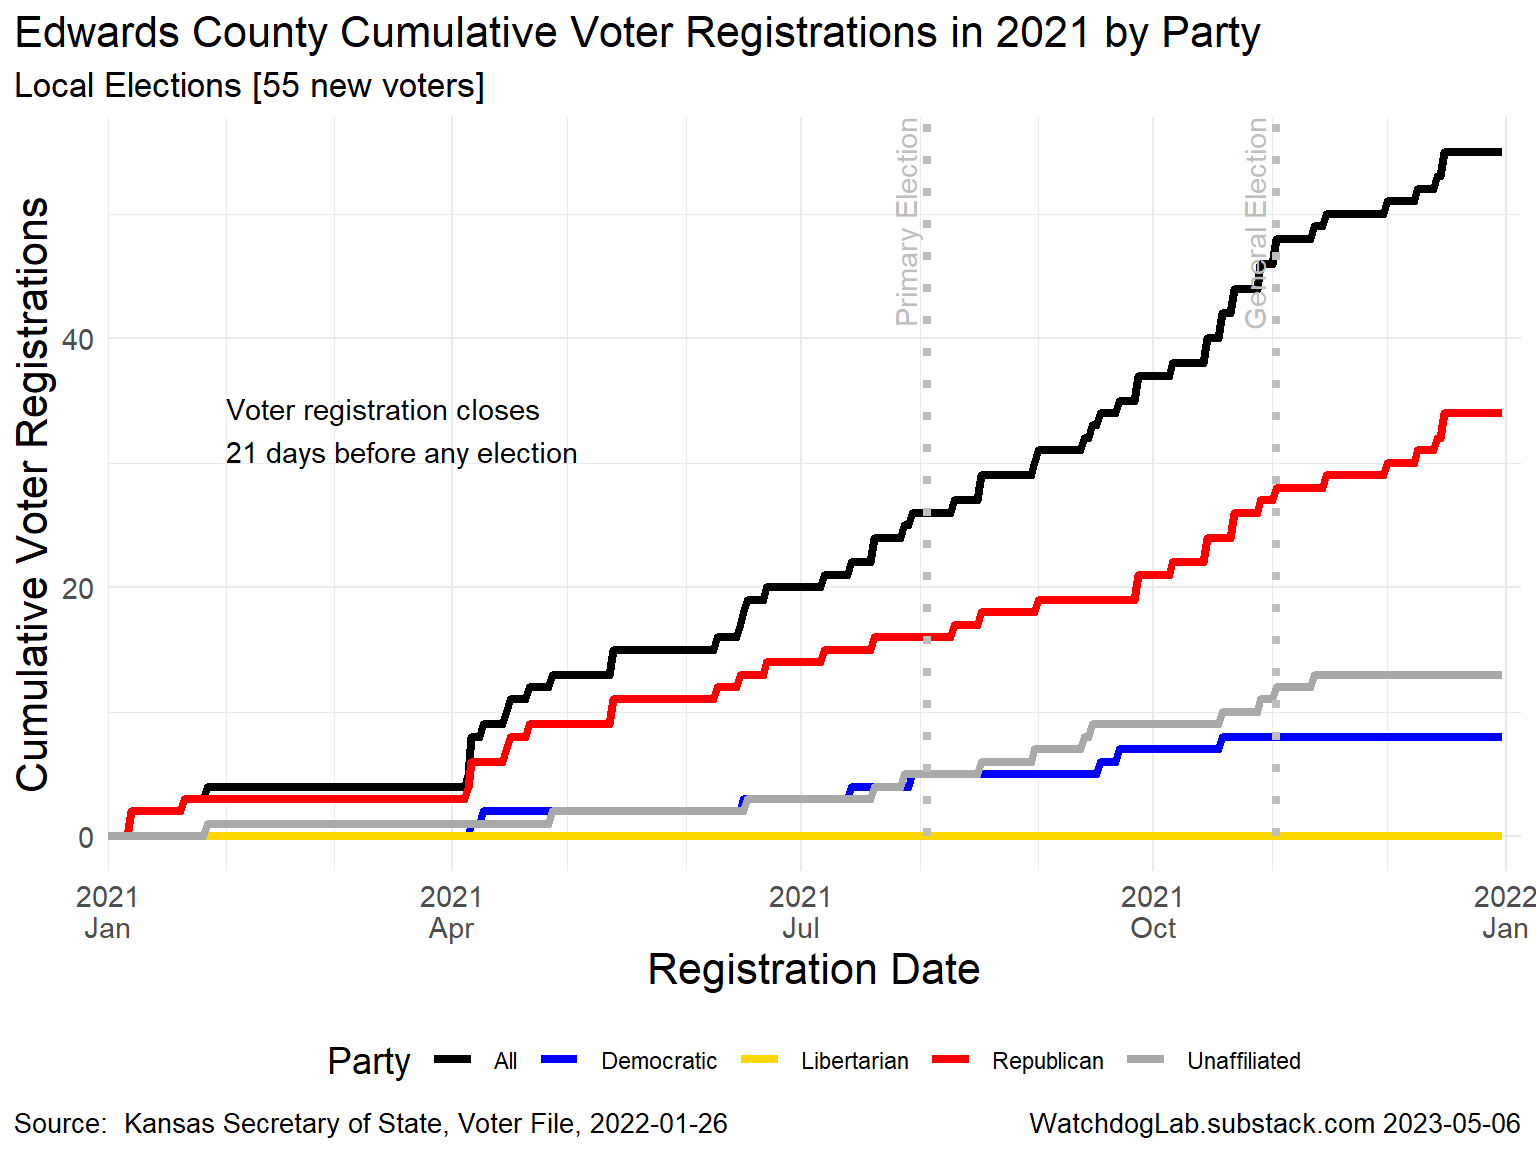 Edwards County Cumulative Voter Registrations in 2021 by Party
Local Elections [55 new voters]
Cumulative Voter Registrations
40
20
0
Primary Election
General Election
Voter registration closes
21 days before any election
2021 2021 2021 2021 2022
Jan Apr Jul Oct Jan
Registration Date
Party All Democratic Libertarian Republican Unaffiliated
Source:  Kansas Secretary of State, Voter File, 2022-01-26
WatchdogLab.substack.com 2023-05-06